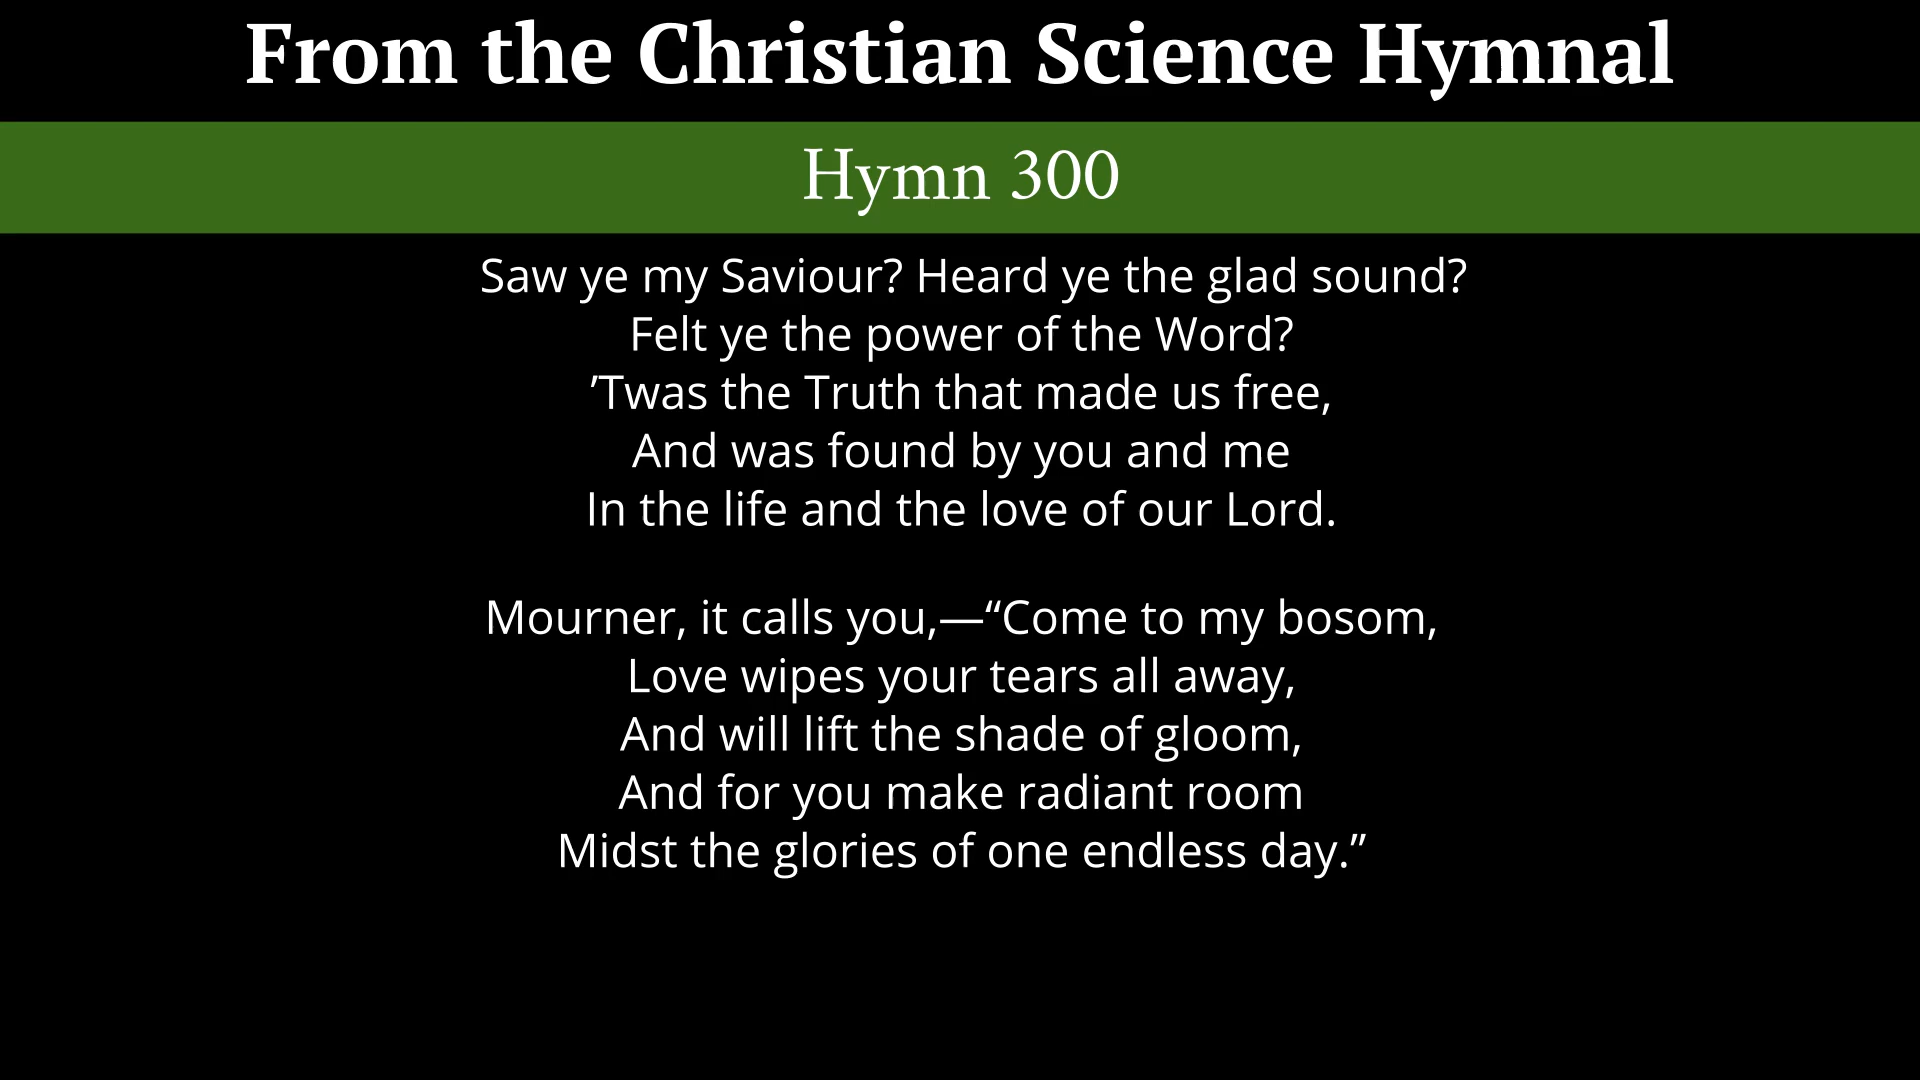 From the Christian Science Hymnal
Hymn 300
Saw ye my Saviour? Heard ye the glad sound?
Felt ye the power of the Word?
’Twas the Truth that made us free,
And was found by you and me
In the life and the love of our Lord.
Mourner, it calls you,—“Come to my bosom,
Love wipes your tears all away,
And will lift the shade of gloom,
And for you make radiant room
Midst the glories of one endless day.”